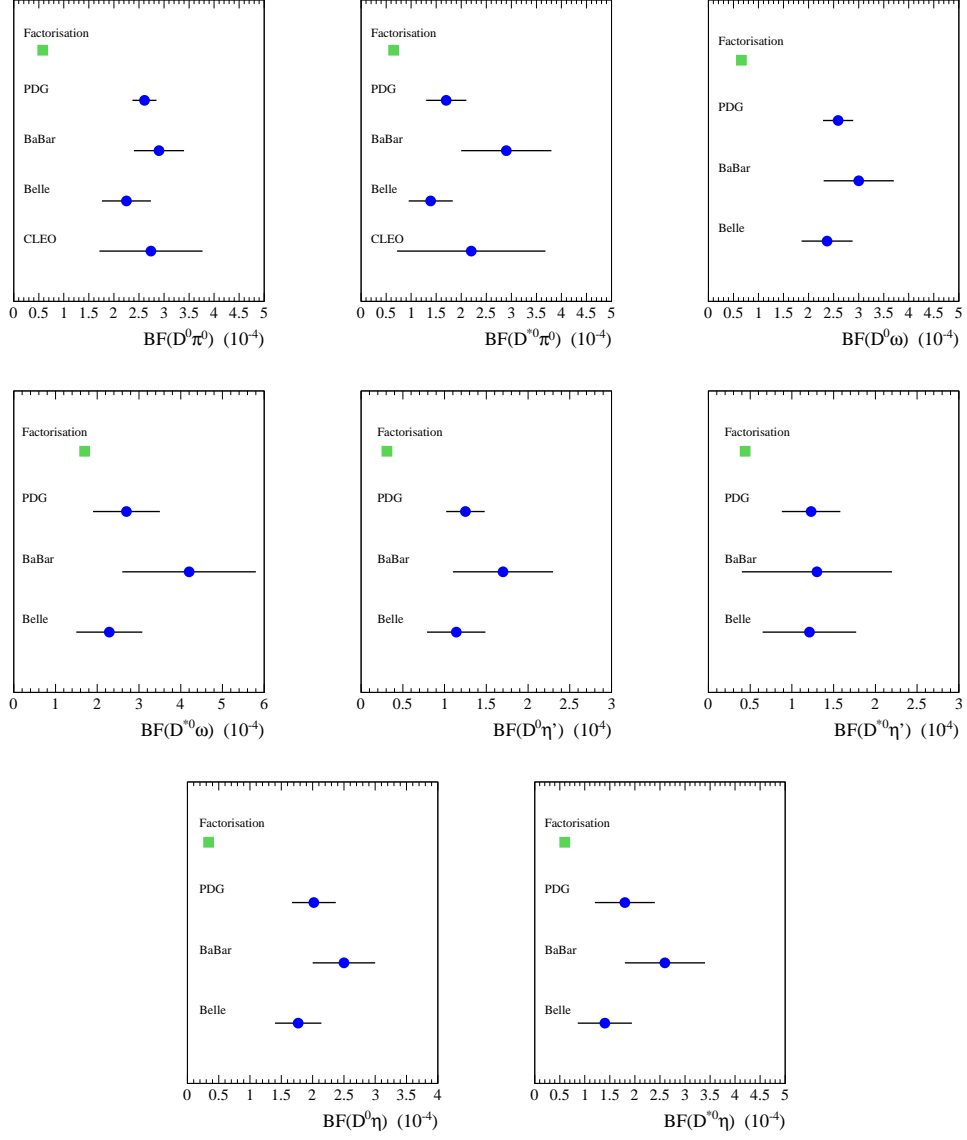 Factorisation
PDG
BaBar
Belle
CLEO
0 0.5 1 1.5 2 2.5 3 3.5 4 4.5 5
BF(D⁰π⁰) (10⁻⁴)
Factorisation
PDG
BaBar
Belle
CLEO
0 0.5 1 1.5 2 2.5 3 3.5 4 4.5 5
BF(D*⁰π⁰) (10⁻⁴)
Factorisation
PDG
BaBar
Belle
0 0.5 1 1.5 2 2.5 3 3.5 4 4.5 5
BF(D⁰ω) (10⁻⁴)
Factorisation
PDG
BaBar
Belle
0 1 2 3 4 5 6
BF(D*⁰ω) (10⁻⁴)
Factorisation
PDG
BaBar
Belle
0 0.5 1 1.5 2 2.5 3
BF(D⁰η’) (10⁻⁴)
Factorisation
PDG
BaBar
Belle
0 0.5 1 1.5 2 2.5 3
BF(D*⁰η’) (10⁻⁴)
Factorisation
PDG
BaBar
Belle
0 0.5 1 1.5 2 2.5 3 3.5 4
BF(D⁰η) (10⁻⁴)
Factorisation
PDG
BaBar
Belle
0 0.5 1 1.5 2 2.5 3 3.5 4 4.5 5
BF(D*⁰η) (10⁻⁴)